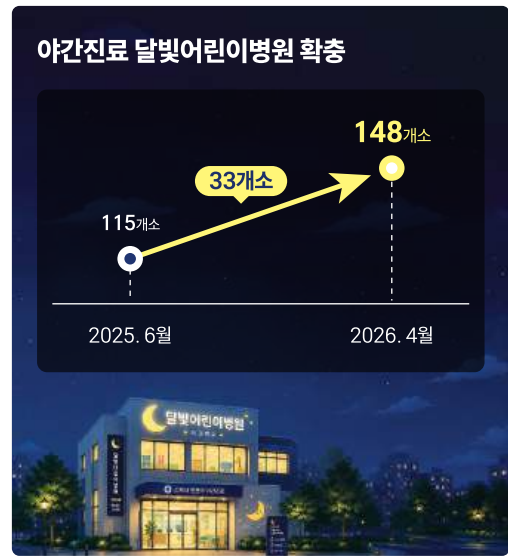 야간진료 달빛어린이병원 확충
148개소
33개소
115개소
2025. 6월
2026. 4월
달빛어린이병원